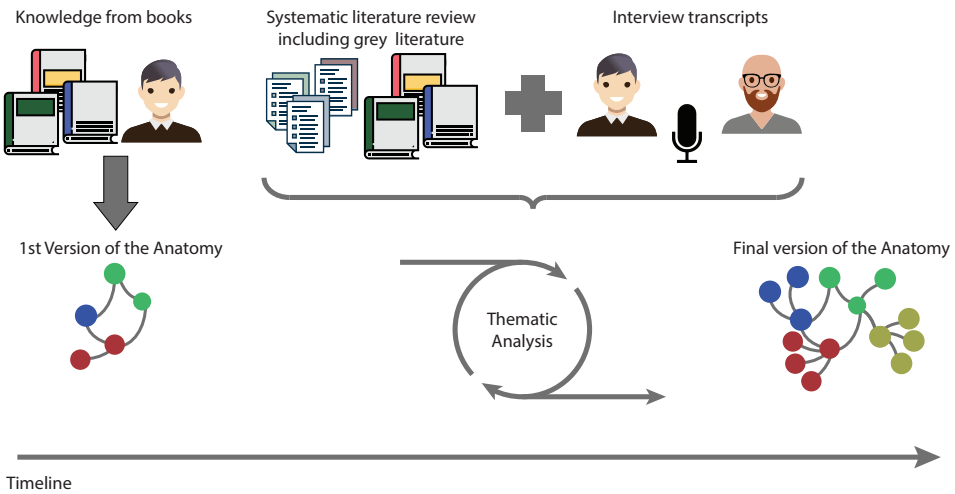 Knowledge from books
Systematic literature review
including grey literature
Interview transcripts
1st Version of the Anatomy
Final version of the Anatomy
Thematic
Analysis
Timeline